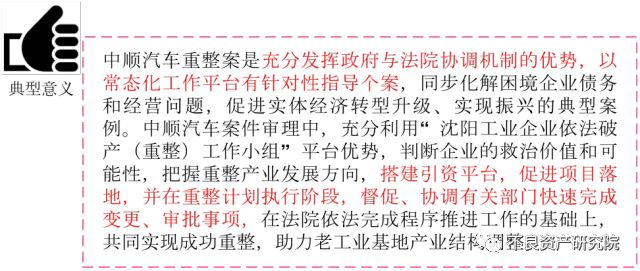 典型意义
中顺汽车重整案是充分发挥政府与法院协调机制的优势，以
常态化工作平台有针对性指导个案，同步化解困境企业债务
和经营问题，促进实体经济转型升级、实现振兴的典型案
例。中顺汽车案件审理中，充分利用“ 沈阳工业企业依法破
产（重整）工作小组”平台优势，判断企业的救治价值和可
能性，把握重整产业发展方向，搭建引资平台，促进项目落
地，并在重整计划执行阶段，督促、协调有关部门快速完成
变更、审批事项，在法院依法完成程序推进工作的基础上，
共同实现成功重整，助力老工业基地产业结构调整
良资产研究院